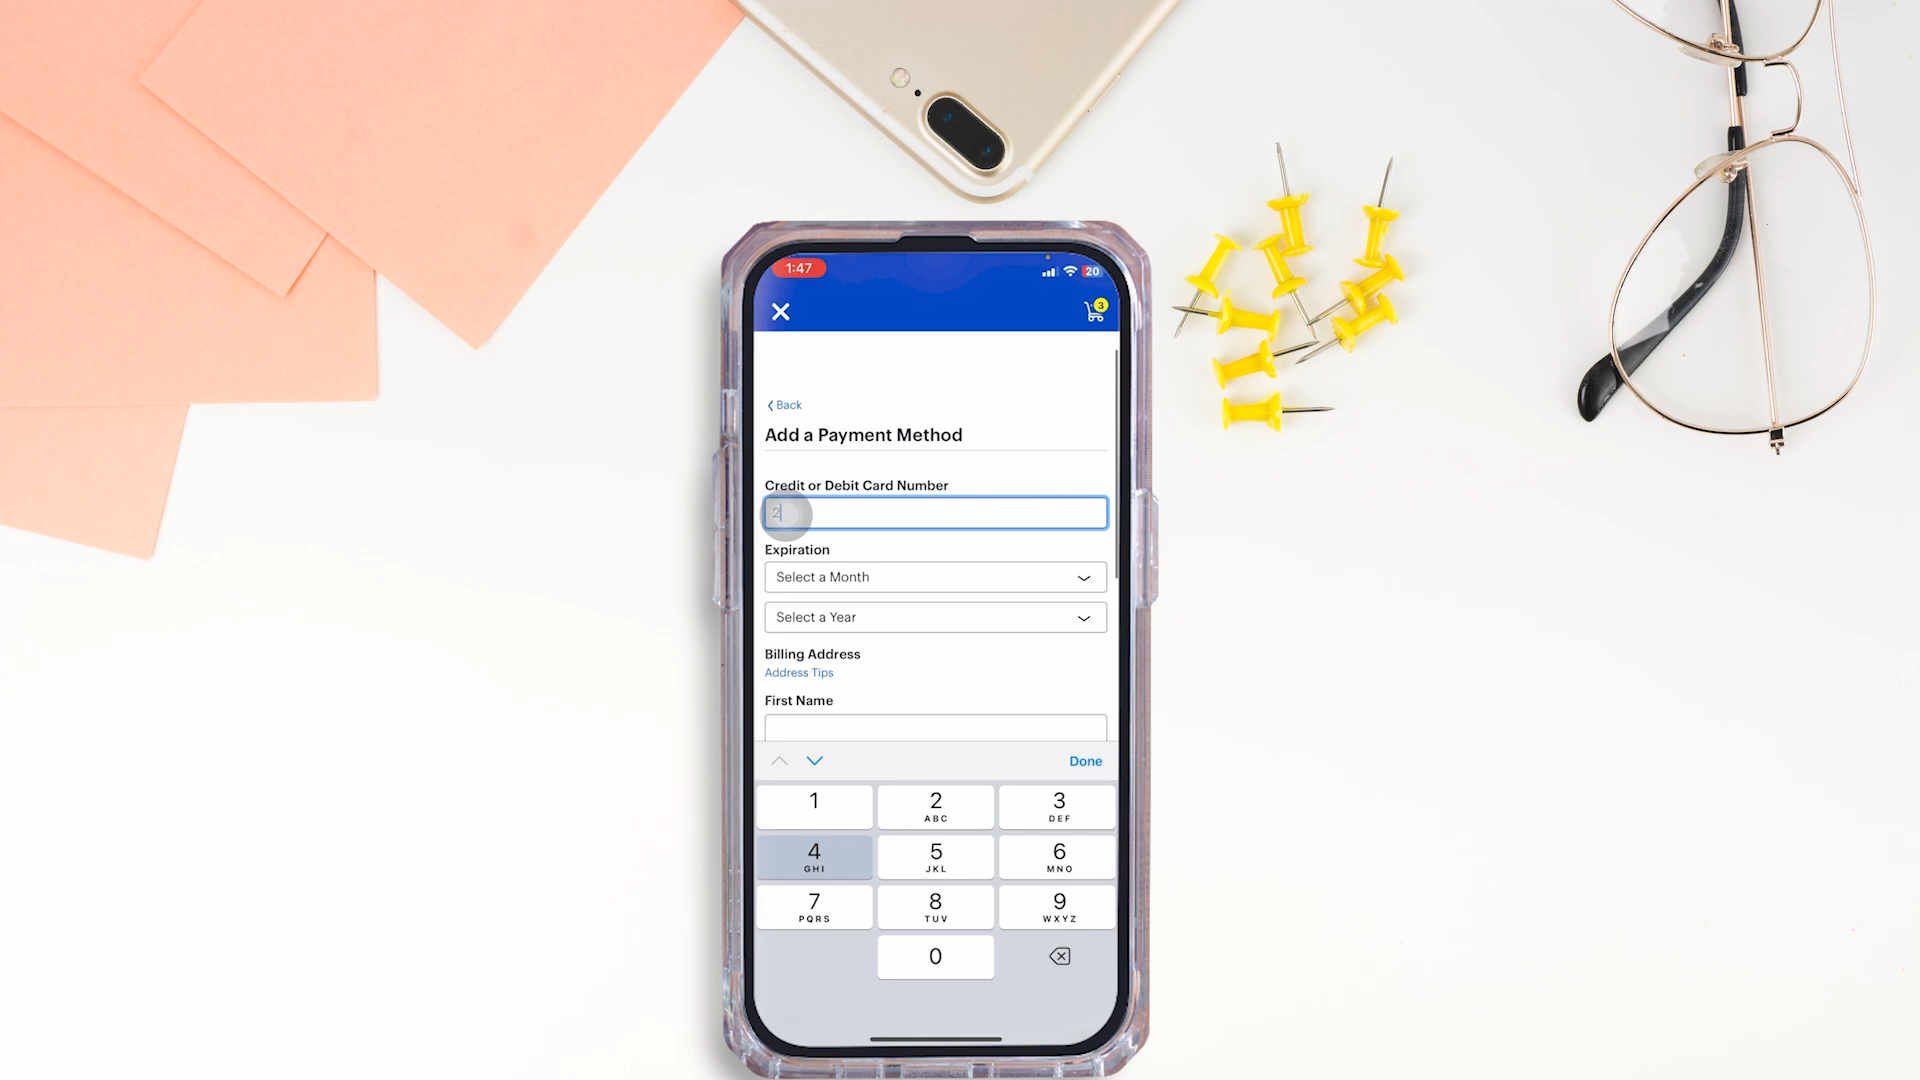 1:47
20
3
Back
Add a Payment Method
Credit or Debit Card Number
2
Expiration
Select a Month
Select a Year
Billing Address
Address Tips
First Name
Done
1 2 3
ABC DEF
4 5 6
GHI JKL MNO
7 8 9
PQRS TUV WXYZ
0